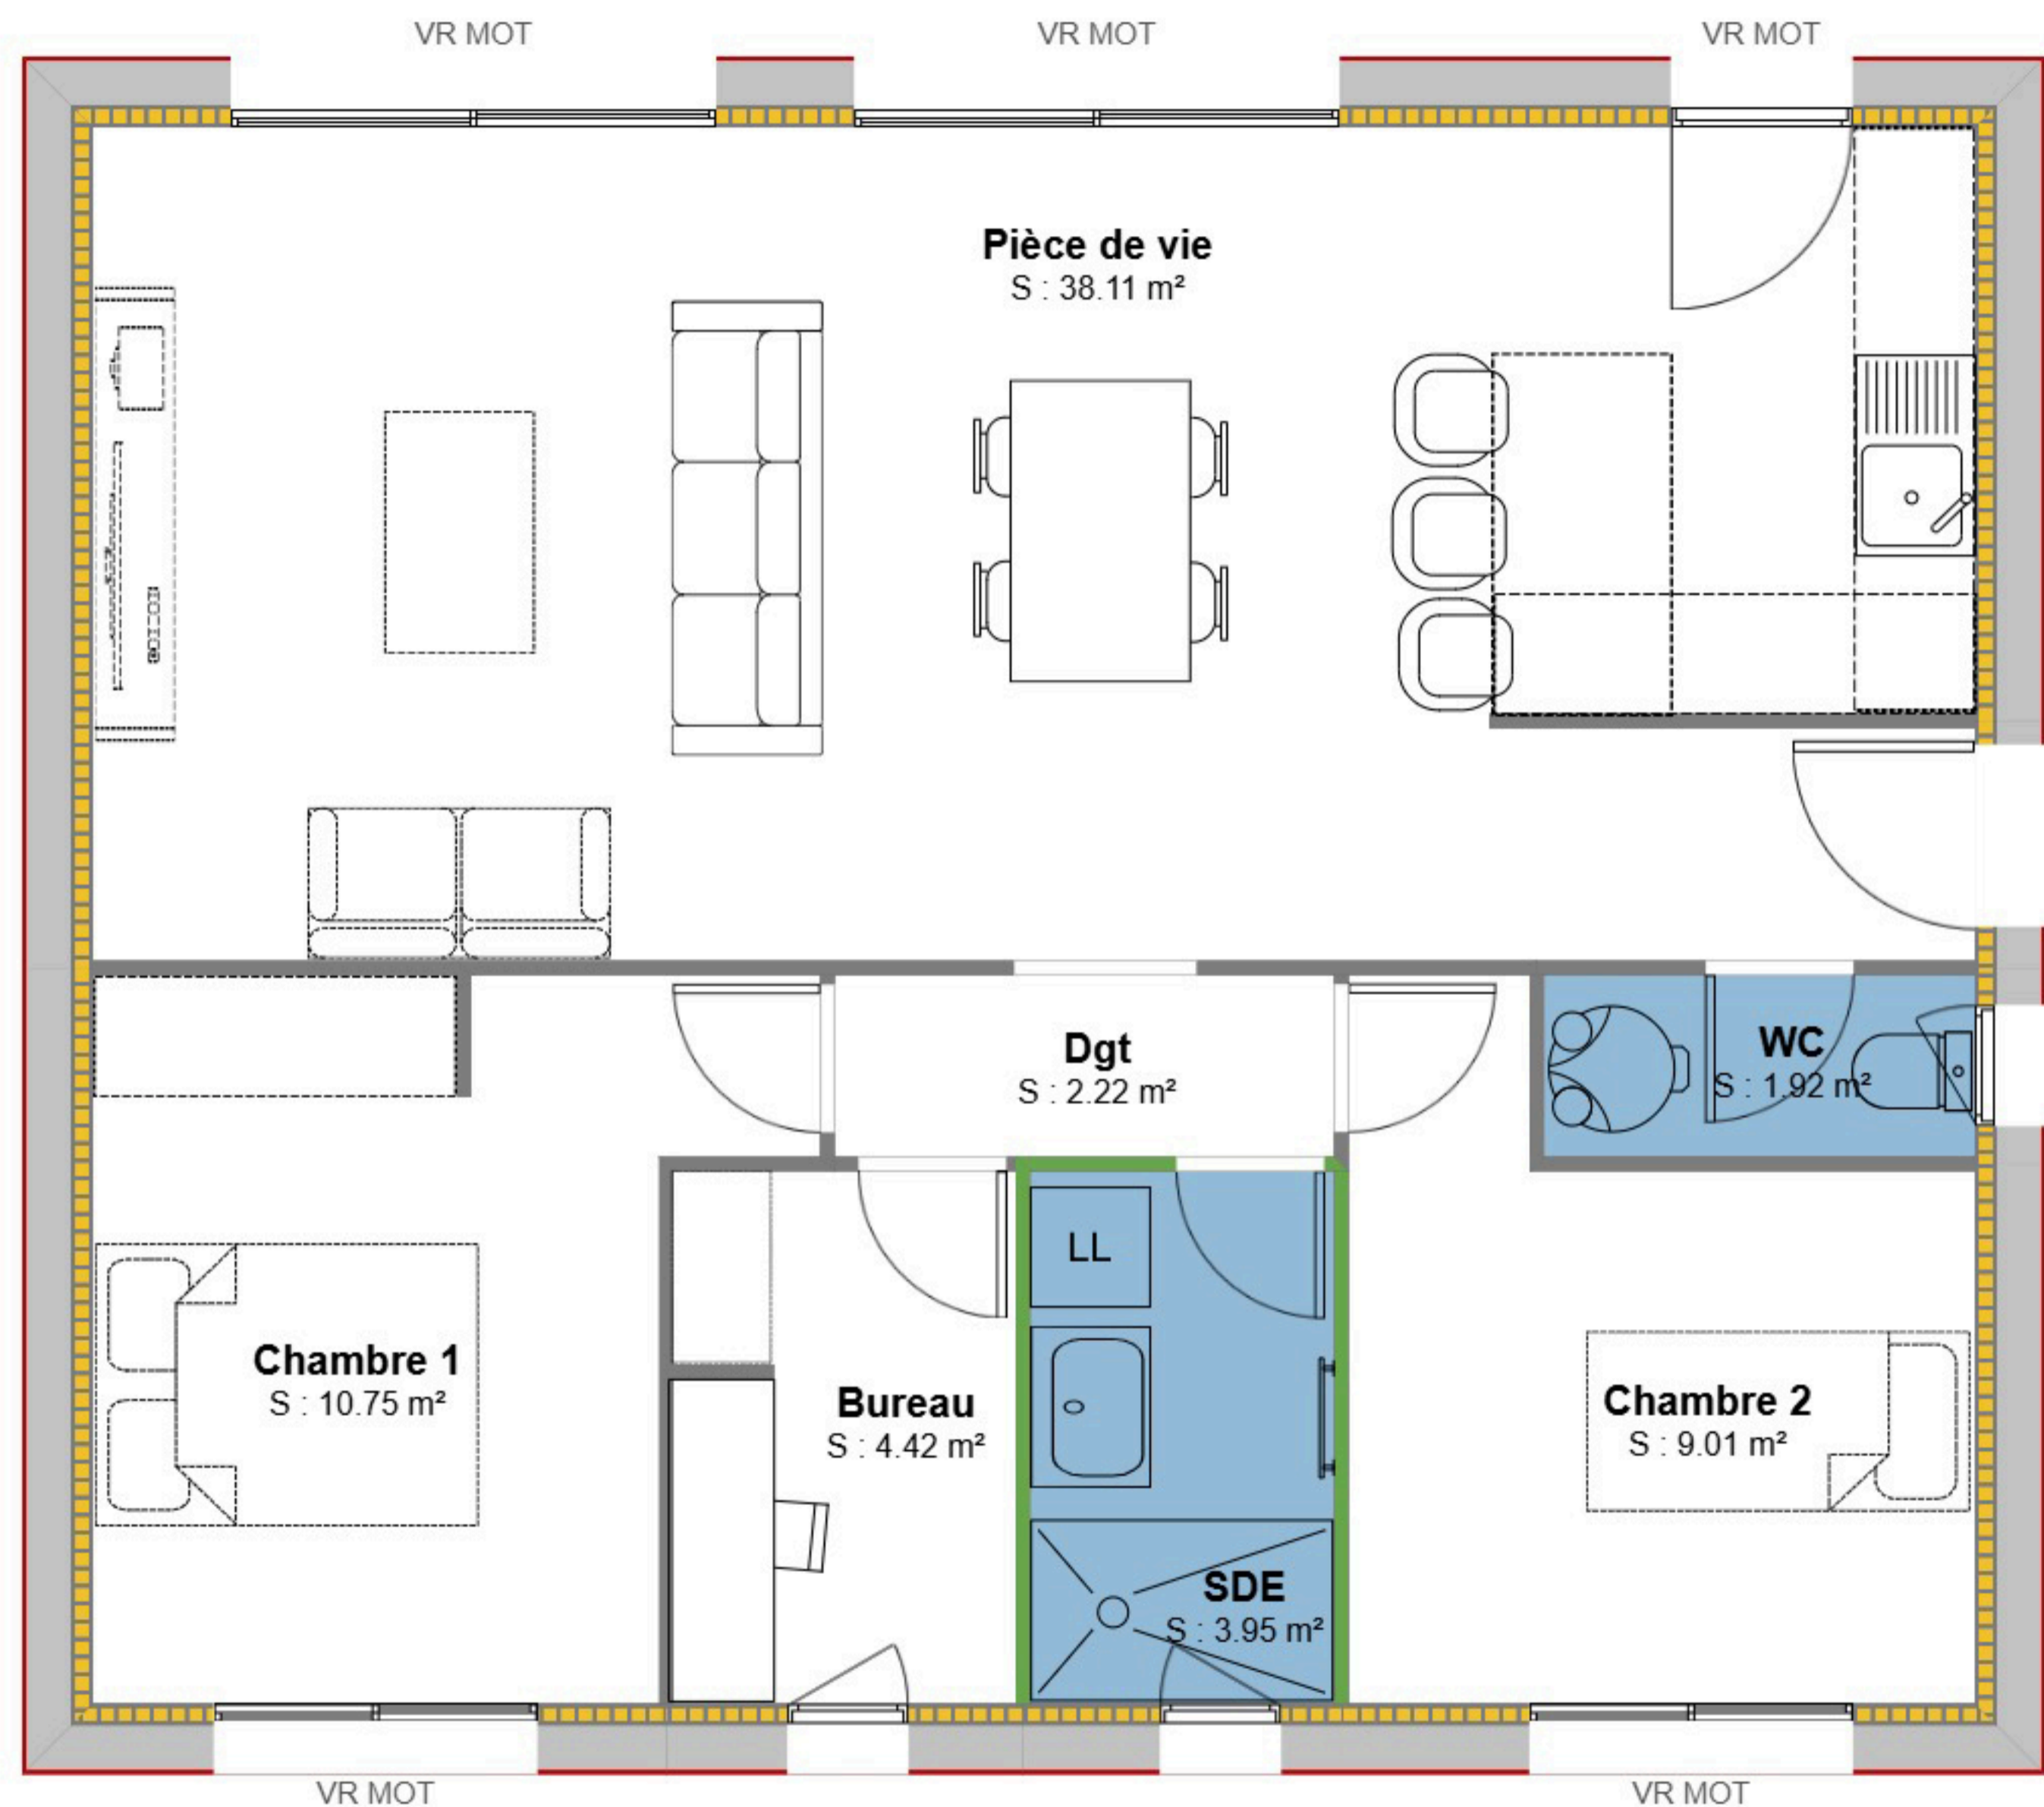 VR MOT
VR MOT
VR MOT
Pièce de vie
S : 38.11 m²
Dgt
S : 2.22 m²
WC
S : 1.92 m²
LL
Chambre 1
S : 10.75 m²
Bureau
S : 4.42 m²
Chambre 2
S : 9.01 m²
SDE
S : 3.95 m²
VR MOT
VR MOT